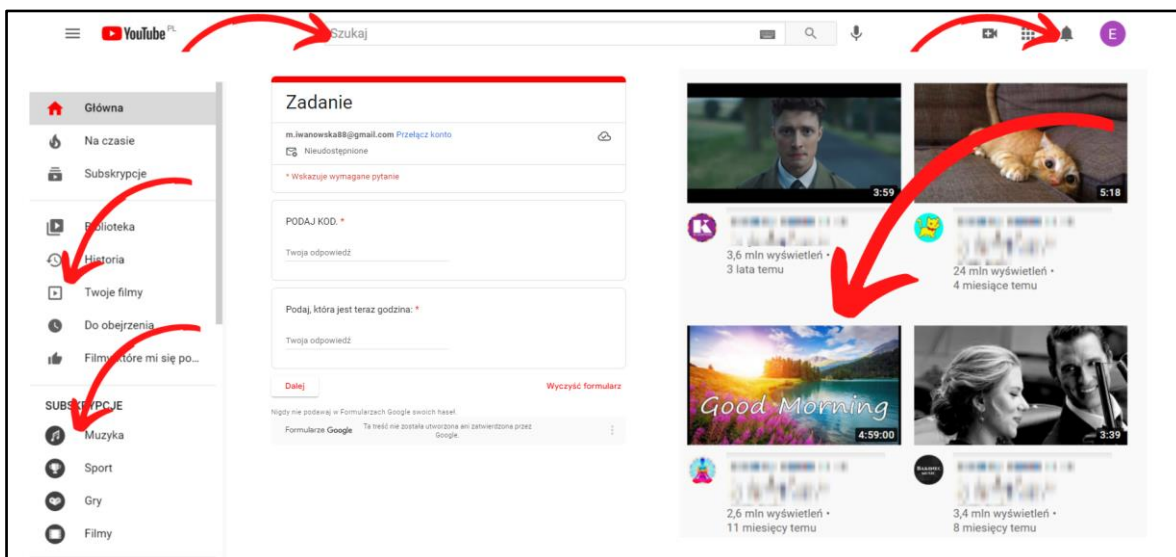 YouTube PL
Szukaj
E
Główna
Na czasie
Subskrypcje
Biblioteka
Historia
Twoje filmy
Do obejrzenia
Filmy, które mi się po...
SUBSKRYPCJE
Muzyka
Sport
Gry
Filmy
Zadanie
m.iwanowska88@gmail.com Przełącz konto
Nieudostępnione
* Wskazuje wymagane pytanie
PODAJ KOD. *
Twoja odpowiedź
Podaj, która jest teraz godzina: *
Twoja odpowiedź
Dalej
Wyczyść formularz
Nigdy nie podawaj w Formularzach Google swoich haseł.
Formularze Google
Ta treść nie została utworzona ani zatwierdzona przez
Google.
3:59
K
3,6 mln wyświetleń •
3 lata temu
5:18
24 mln wyświetleń •
4 miesiące temu
Good Morning
4:59:00
2,6 mln wyświetleń •
11 miesięcy temu
3:39
3,4 mln wyświetleń •
8 miesięcy temu